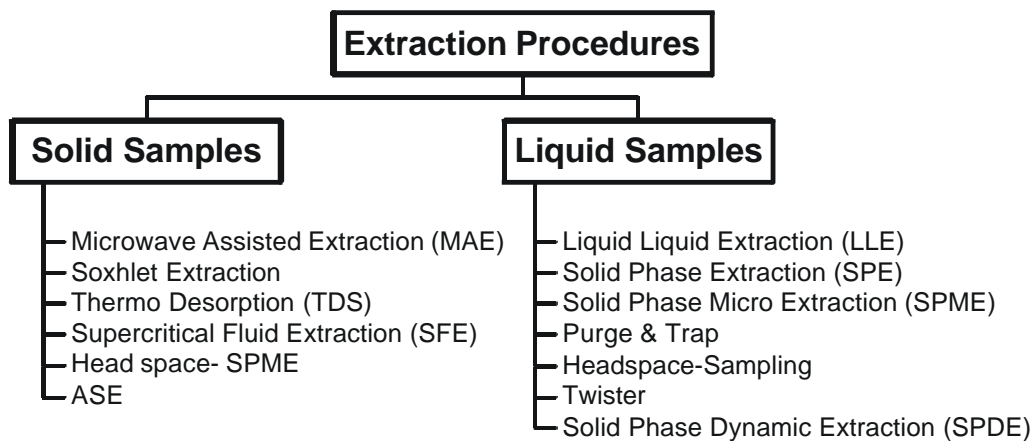 Extraction Procedures
Solid Samples
Microwave Assisted Extraction (MAE)
Soxhlet Extraction
Thermo Desorption (TDS)
Supercritical Fluid Extraction (SFE)
Head space- SPME
ASE
Liquid Samples
Liquid Liquid Extraction (LLE)
Solid Phase Extraction (SPE)
Solid Phase Micro Extraction (SPME)
Purge & Trap
Headspace-Sampling
Twister
Solid Phase Dynamic Extraction (SPDE)